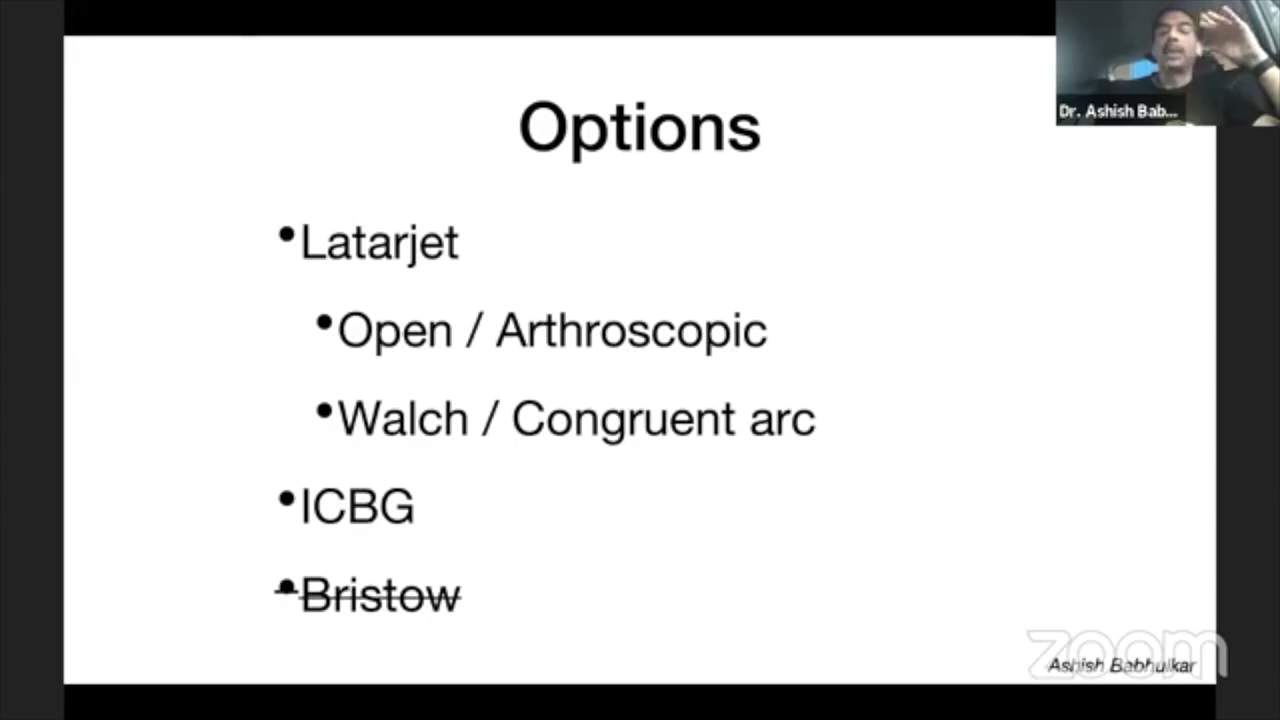 Dr. Ashish Bab...
Options
•Latarjet
•Open / Arthroscopic
•Walch / Congruent arc
•ICBG
•Bristow
zoom
Ashish Babhulkar